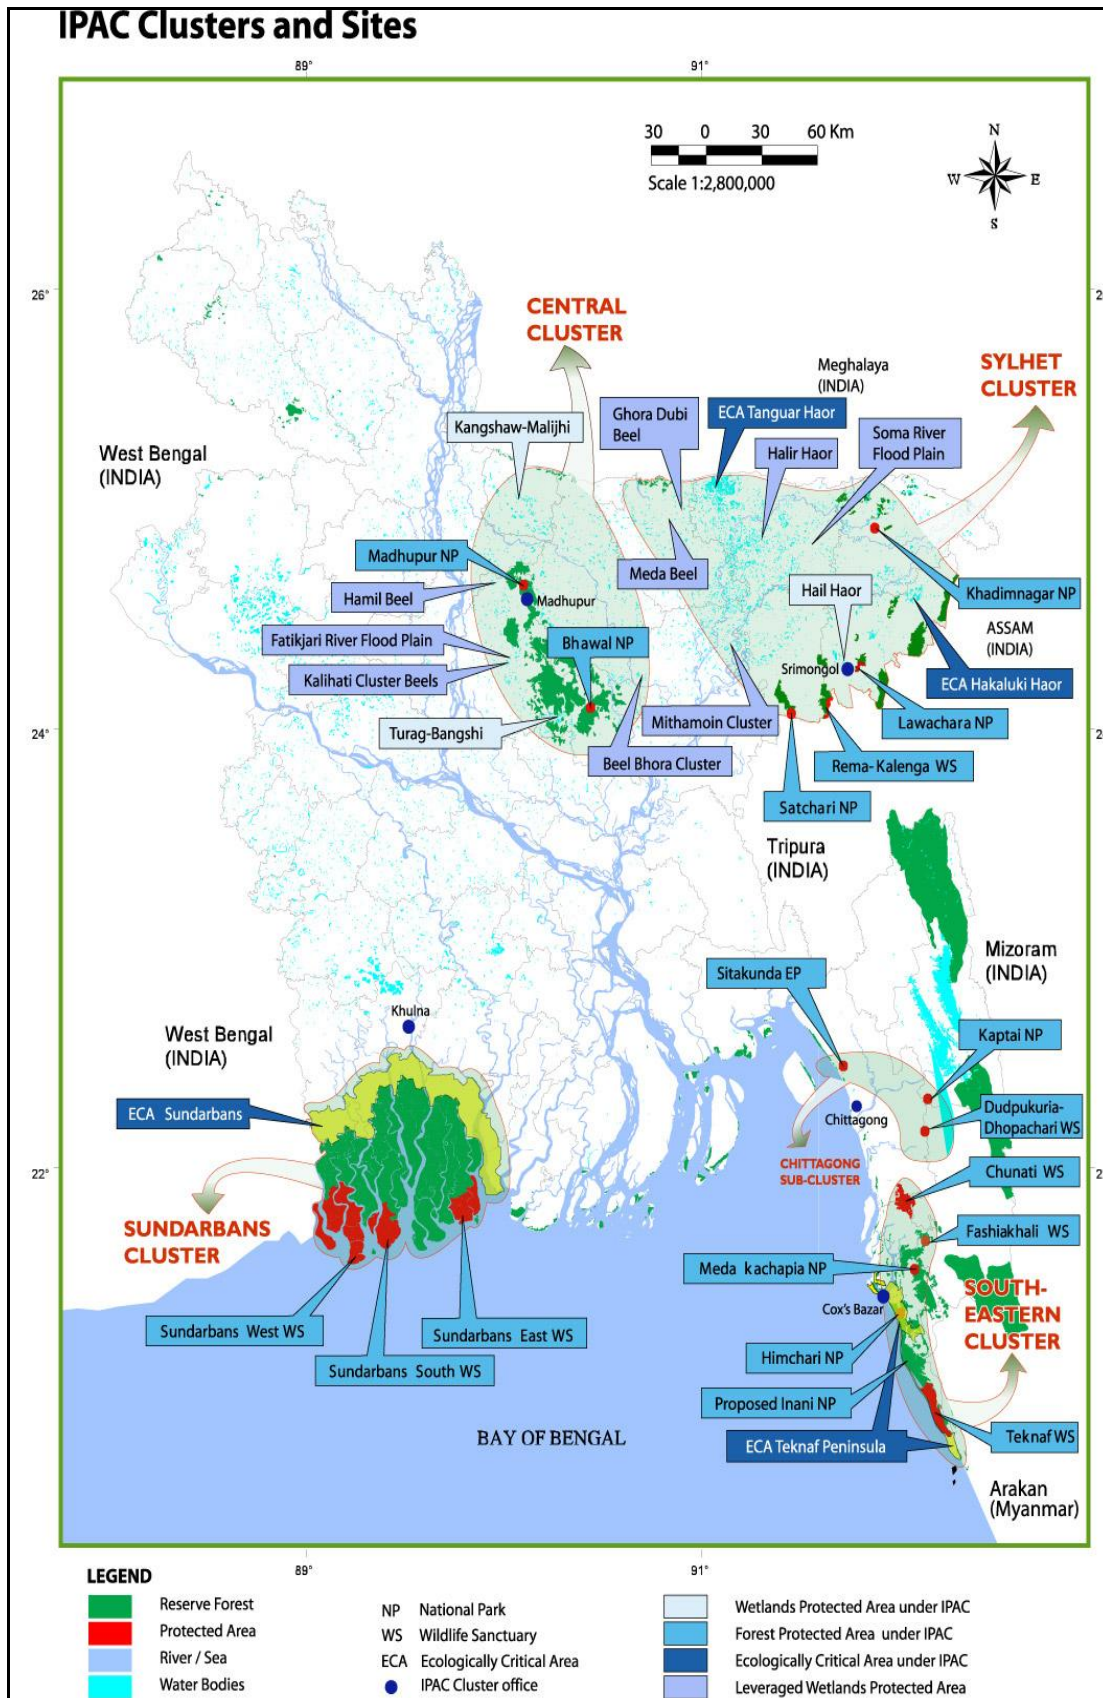 IPAC Clusters and Sites
89°
91°
30 0 30 60 Km
Scale 1:2,800,000
N
W E
S
26°
2
CENTRAL
CLUSTER
Meghalaya
(INDIA)
SYLHET
CLUSTER
Ghora Dubi
Beel
ECA Tanguar Haor
Kangshaw-Malijhi
Halir Haor
Soma River
Flood Plain
West Bengal
(INDIA)
Madhupur NP
Meda Beel
Hail Haor
Khadimnagar NP
Hamil Beel
Madhupur
ASSAM
(INDIA)
Fatikjari River Flood Plain
Bhawal NP
Srimongol
ECA Hakaluki Haor
Kalihati Cluster Beels
Mithamoin Cluster
Lawachara NP
Turag-Bangshi
24°
2
Beel Bhora Cluster
Rema-Kalenga WS
Satchari NP
Tripura
(INDIA)
Mizoram
(INDIA)
Sitakunda EP
Khulna
West Bengal
(INDIA)
Kaptai NP
ECA Sundarbans
Chittagong
Dudpukuria-
Dhopachari WS
CHITTAGONG
SUB-CLUSTER
22°
2
Chunati WS
SUNDARBANS
CLUSTER
Fashiakhali WS
Meda kachapia NP
SOUTH-
EASTERN
CLUSTER
Cox's Bazar
Sundarbans West WS
Sundarbans East WS
Sundarbans South WS
Himchari NP
Proposed Inani NP
BAY OF BENGAL
ECA Teknaf Peninsula
Teknaf WS
Arakan
(Myanmar)
89°
91°
LEGEND
Reserve Forest
Protected Area
River / Sea
Water Bodies
NP National Park
WS Wildlife Sanctuary
ECA Ecologically Critical Area
IPAC Cluster office
Wetlands Protected Area under IPAC
Forest Protected Area under IPAC
Ecologically Critical Area under IPAC
Leveraged Wetlands Protected Area